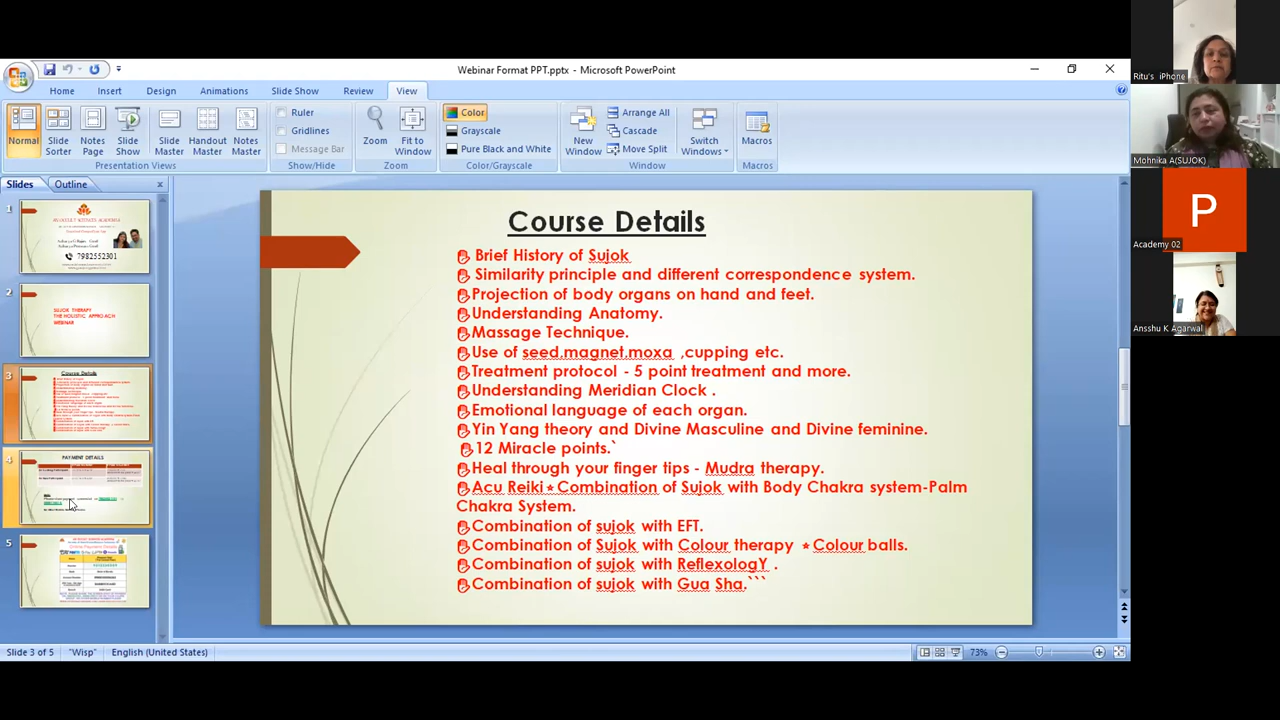 Webinar Format PPT.pptx - Microsoft PowerPoint
Home Insert Design Animations Slide Show Review View
Normal
Slide Sorter
Notes Page
Slide Show
Slide Master
Handout Master
Notes Master
Presentation Views
Ruler
Gridlines
Message Bar
Show/Hide
Zoom
Fit to Window
Zoom
Color
Grayscale
Pure Black and White
Color/Grayscale
New Window
Arrange All
Cascade
Move Split
Switch Windows
Window
Macros
Macros
Slides Outline
1
7982552301
2
SUJOK THERAPY
THE HOLISTIC APPROACH
WEBINAR
3
Course Details
4
PAYMENT DETAILS
5
Course Details
Brief History of Sujok
Similarity principle and different correspondence system.
Projection of body organs on hand and feet.
Understanding Anatomy.
Massage Technique.
Use of seed,magnet,moxa ,cupping etc.
Treatment protocol - 5 point treatment and more.
Understanding Meridian Clock .
Emotional language of each organ.
Yin Yang theory and Divine Masculine and Divine feminine.
12 Miracle points.`
Heal through your finger tips - Mudra therapy.
Acu Reiki⭑Combination of Sujok with Body Chakra system-Palm
Chakra System.
Combination of sujok with EFT.
Combination of Sujok with Colour therapy ⭑Colour balls.
Combination of sujok with ReflexologY .
Combination of sujok with Gua Sha.```
Slide 3 of 5 "Wisp" English (United States) 73%
Ritu's iPhone
Mohnika A(SUJOK)
P
Academy 02
Ansshu K Agarwal